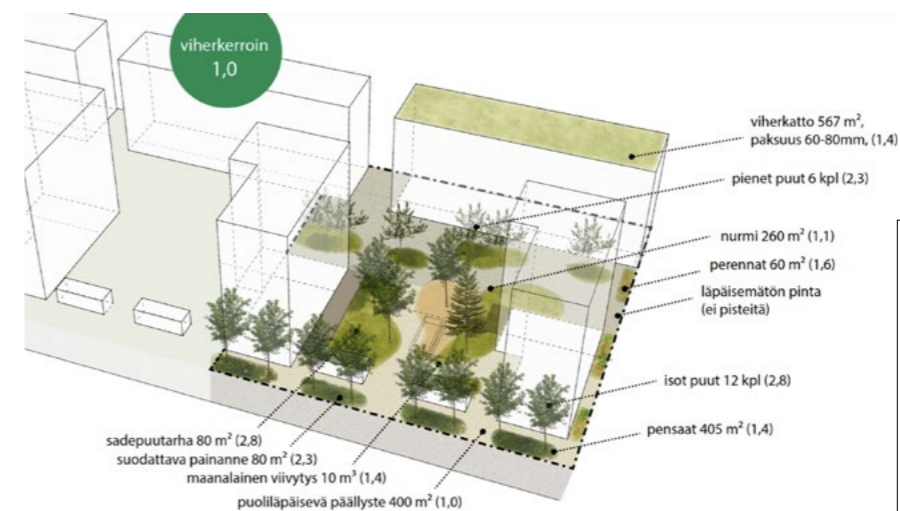 viherkerroin
1,0
viherkatto 567 m²,
paksuus 60-80mm, (1,4)
pienet puut 6 kpl (2,3)
nurmi 260 m² (1,1)
perennat 60 m² (1,6)
läpäisemätön pinta
(ei pisteitä)
isot puut 12 kpl (2,8)
pensaat 405 m² (1,4)
sadepuutarha 80 m² (2,8)
suodattava painanne 80 m² (2,3)
maanalainen viivytys 10 m³ (1,4)
puoliläpäisevä päällyste 400 m² (1,0)